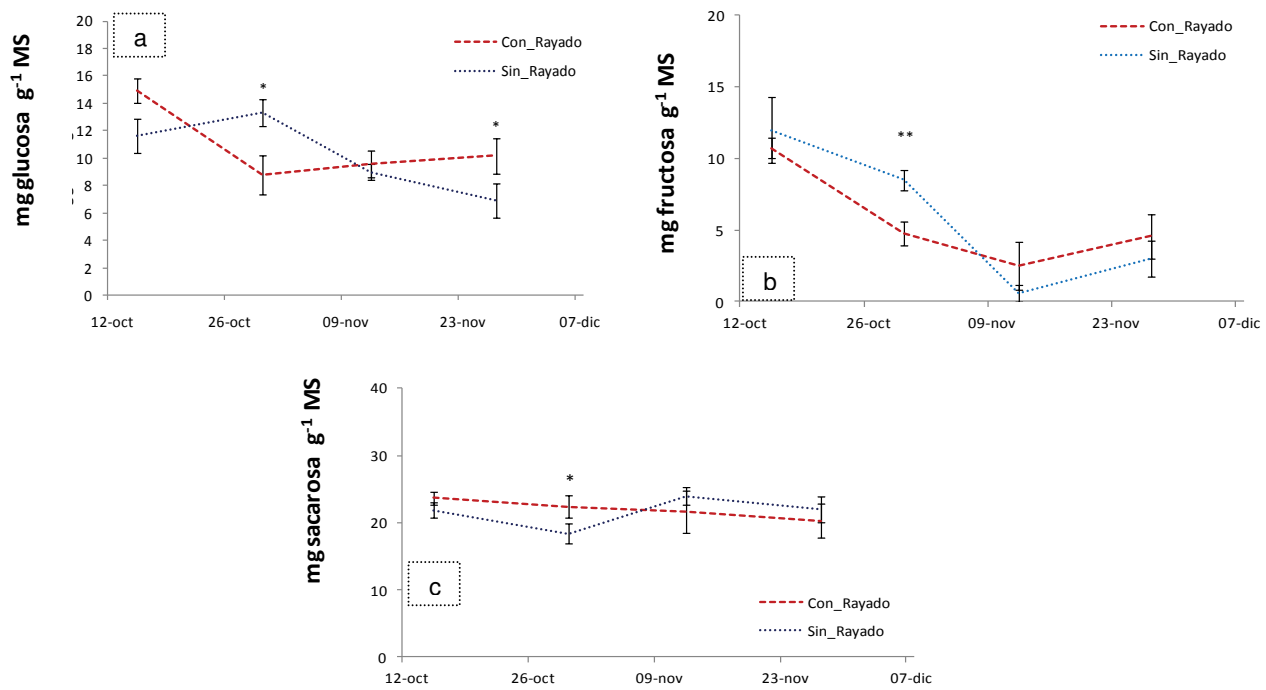 a
mg glucosa g-1 MS
20
18
16
14
12
10
8
6
4
2
0
*
*
Con_Rayado
Sin_Rayado
12-oct 26-oct 09-nov 23-nov 07-dic
b
mg fructosa g-1 MS
20
15
10
5
0
**
Con_Rayado
Sin_Rayado
12-oct 26-oct 09-nov 23-nov 07-dic
c
mg sacarosa g-1 MS
40
30
20
10
0
*
Con_Rayado
Sin_Rayado
12-oct 26-oct 09-nov 23-nov 07-dic